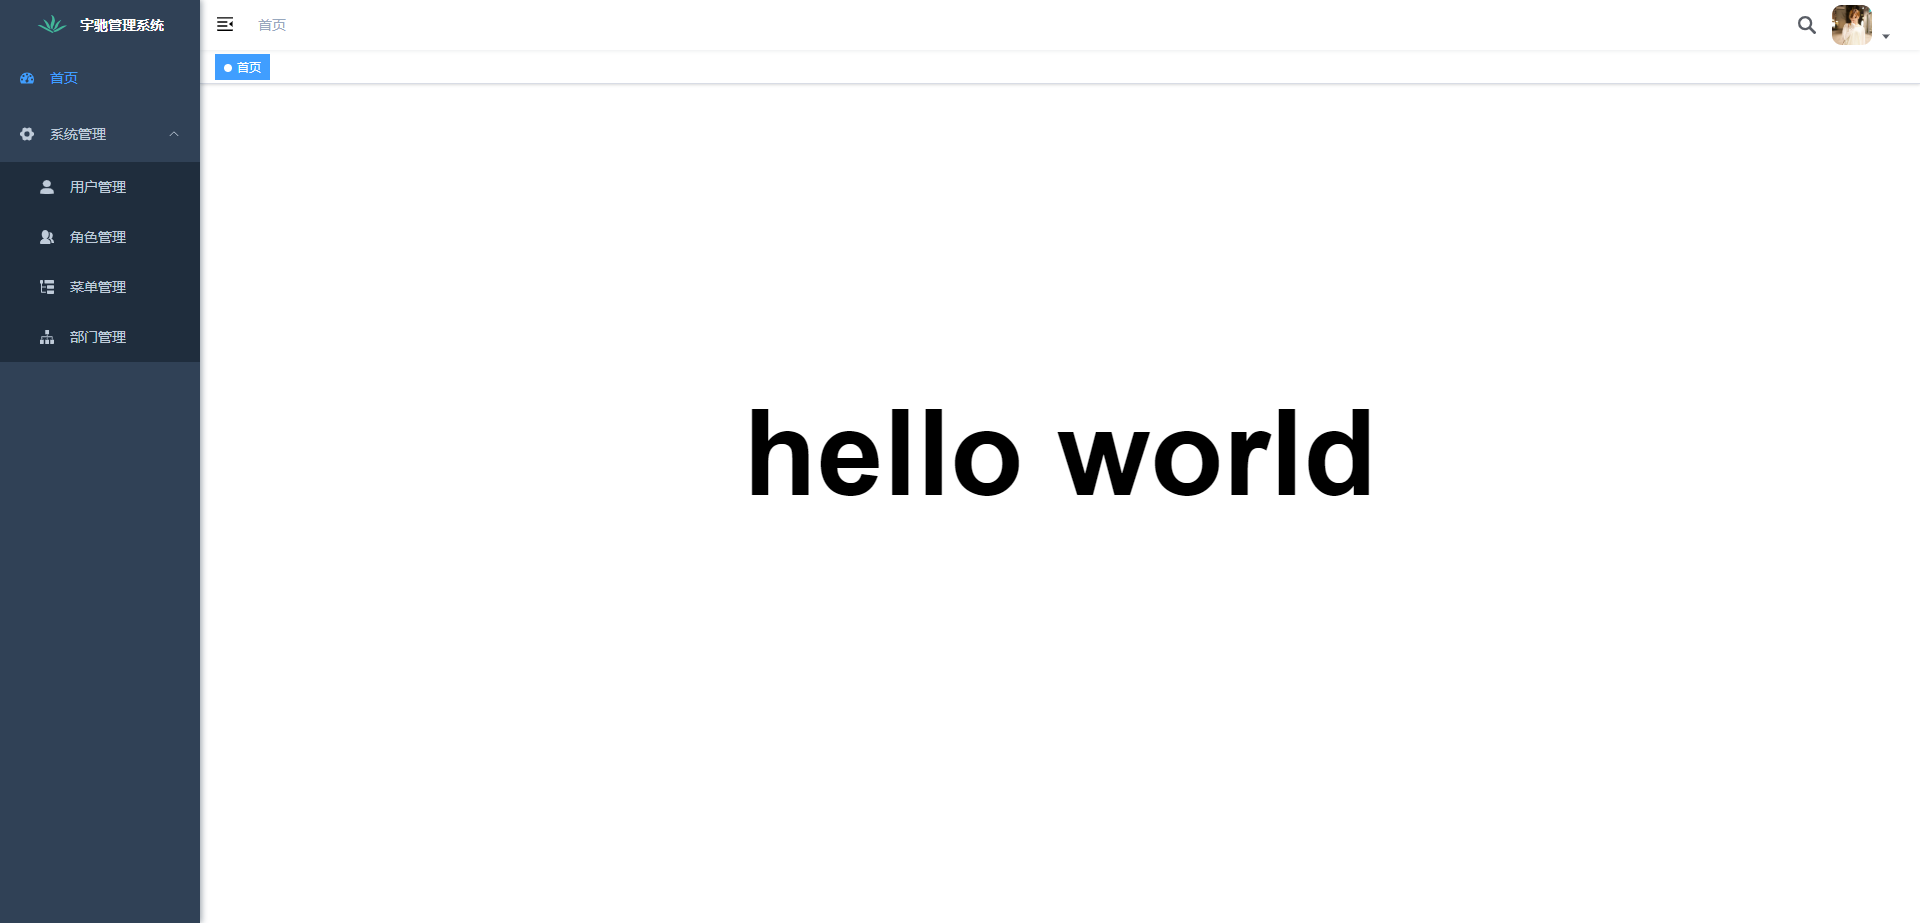 宇驰管理系统
首页
系统管理
用户管理
角色管理
菜单管理
部门管理
首页
首页
hello world